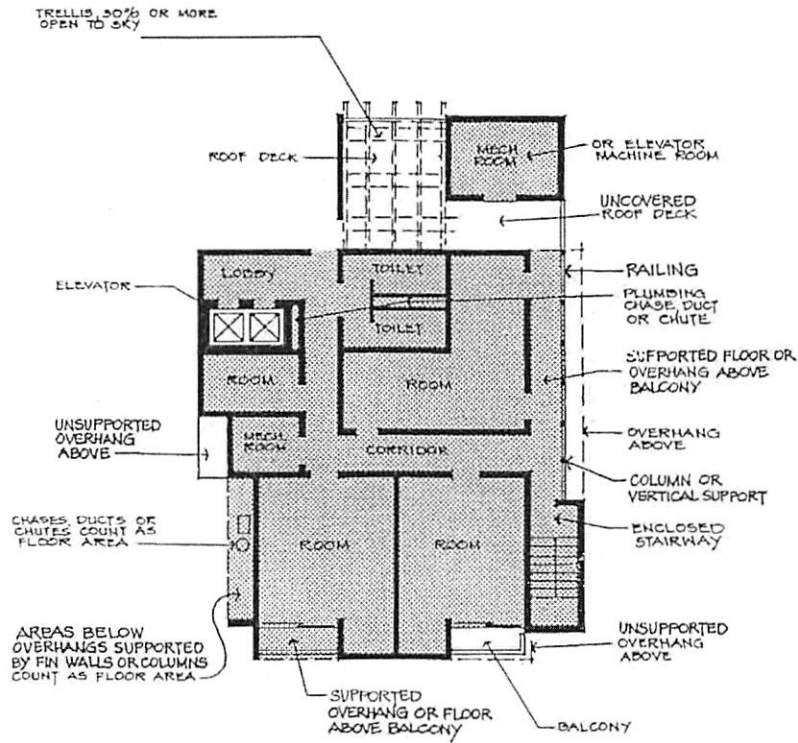 TRELLIS, 50% OR MORE
OPEN TO SKY
ROOF DECK
MECH
ROOM
OR ELEVATOR
MACHINE ROOM
UNCOVERED
ROOF DECK
LOBBY
TOILET
RAILING
ELEVATOR
PLUMBING
CHASE, DUCT
OR CHUTE
TOILET
SUPPORTED FLOOR OR
OVERHANG ABOVE
BALCONY
ROOM
ROOM
UNSUPPORTED
OVERHANG
ABOVE
MECH.
ROOM
CORRIDOR
OVERHANG
ABOVE
COLUMN OR
VERTICAL SUPPORT
CHASES, DUCTS OR
CHUTES COUNT AS
FLOOR AREA
ROOM
ROOM
ENCLOSED
STAIRWAY
AREAS BELOW
OVERHANGS SUPPORTED
BY FIN WALLS OR COLUMNS
COUNT AS FLOOR AREA
UNSUPPORTED
OVERHANG
ABOVE
SUPPORTED
OVERHANG OR FLOOR
ABOVE BALCONY
BALCONY